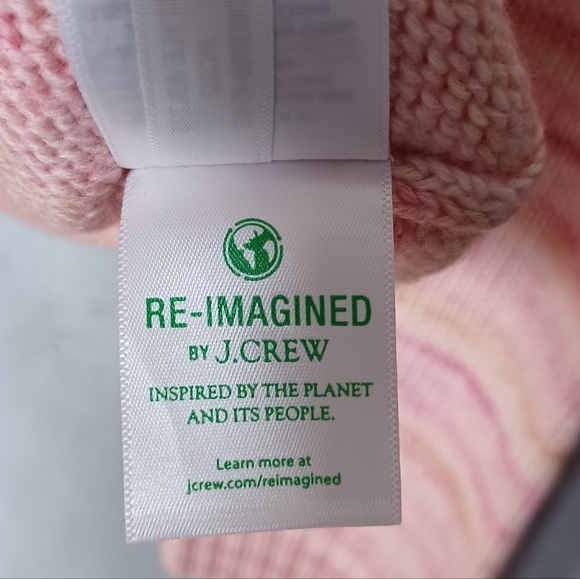 RE-IMAGINED
BY J.CREW
INSPIRED BY THE PLANET
AND ITS PEOPLE.
Learn more at
jcrew.com/reimagined